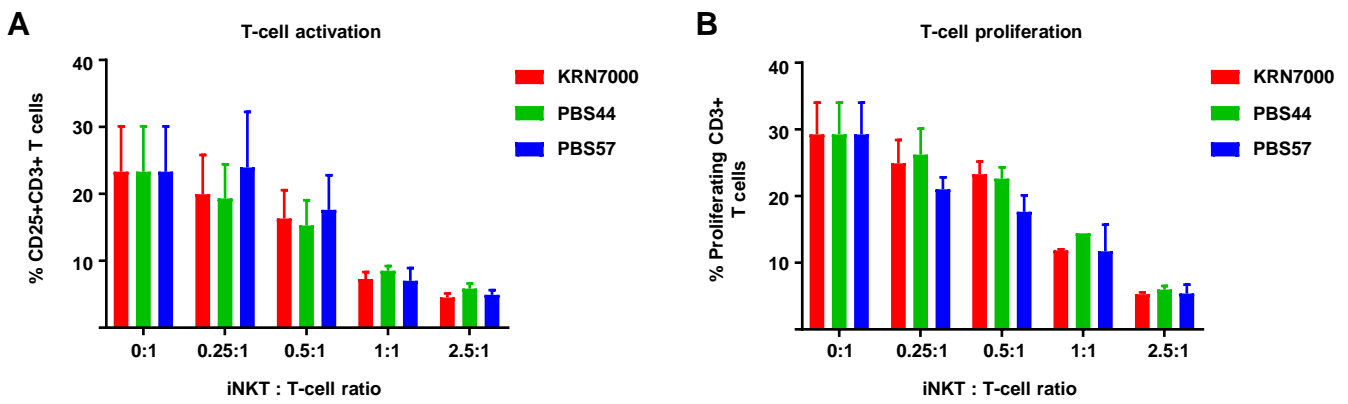 A
T-cell activation
% CD25+CD3+ T cells
40
30
20
10
0:1
0.25:1
0.5:1
1:1
2.5:1
iNKT : T-cell ratio
KRN7000
PBS44
PBS57
B
T-cell proliferation
% Proliferating CD3+
T cells
40
30
20
10
0:1
0.25:1
0.5:1
1:1
2.5:1
iNKT : T-cell ratio
KRN7000
PBS44
PBS57